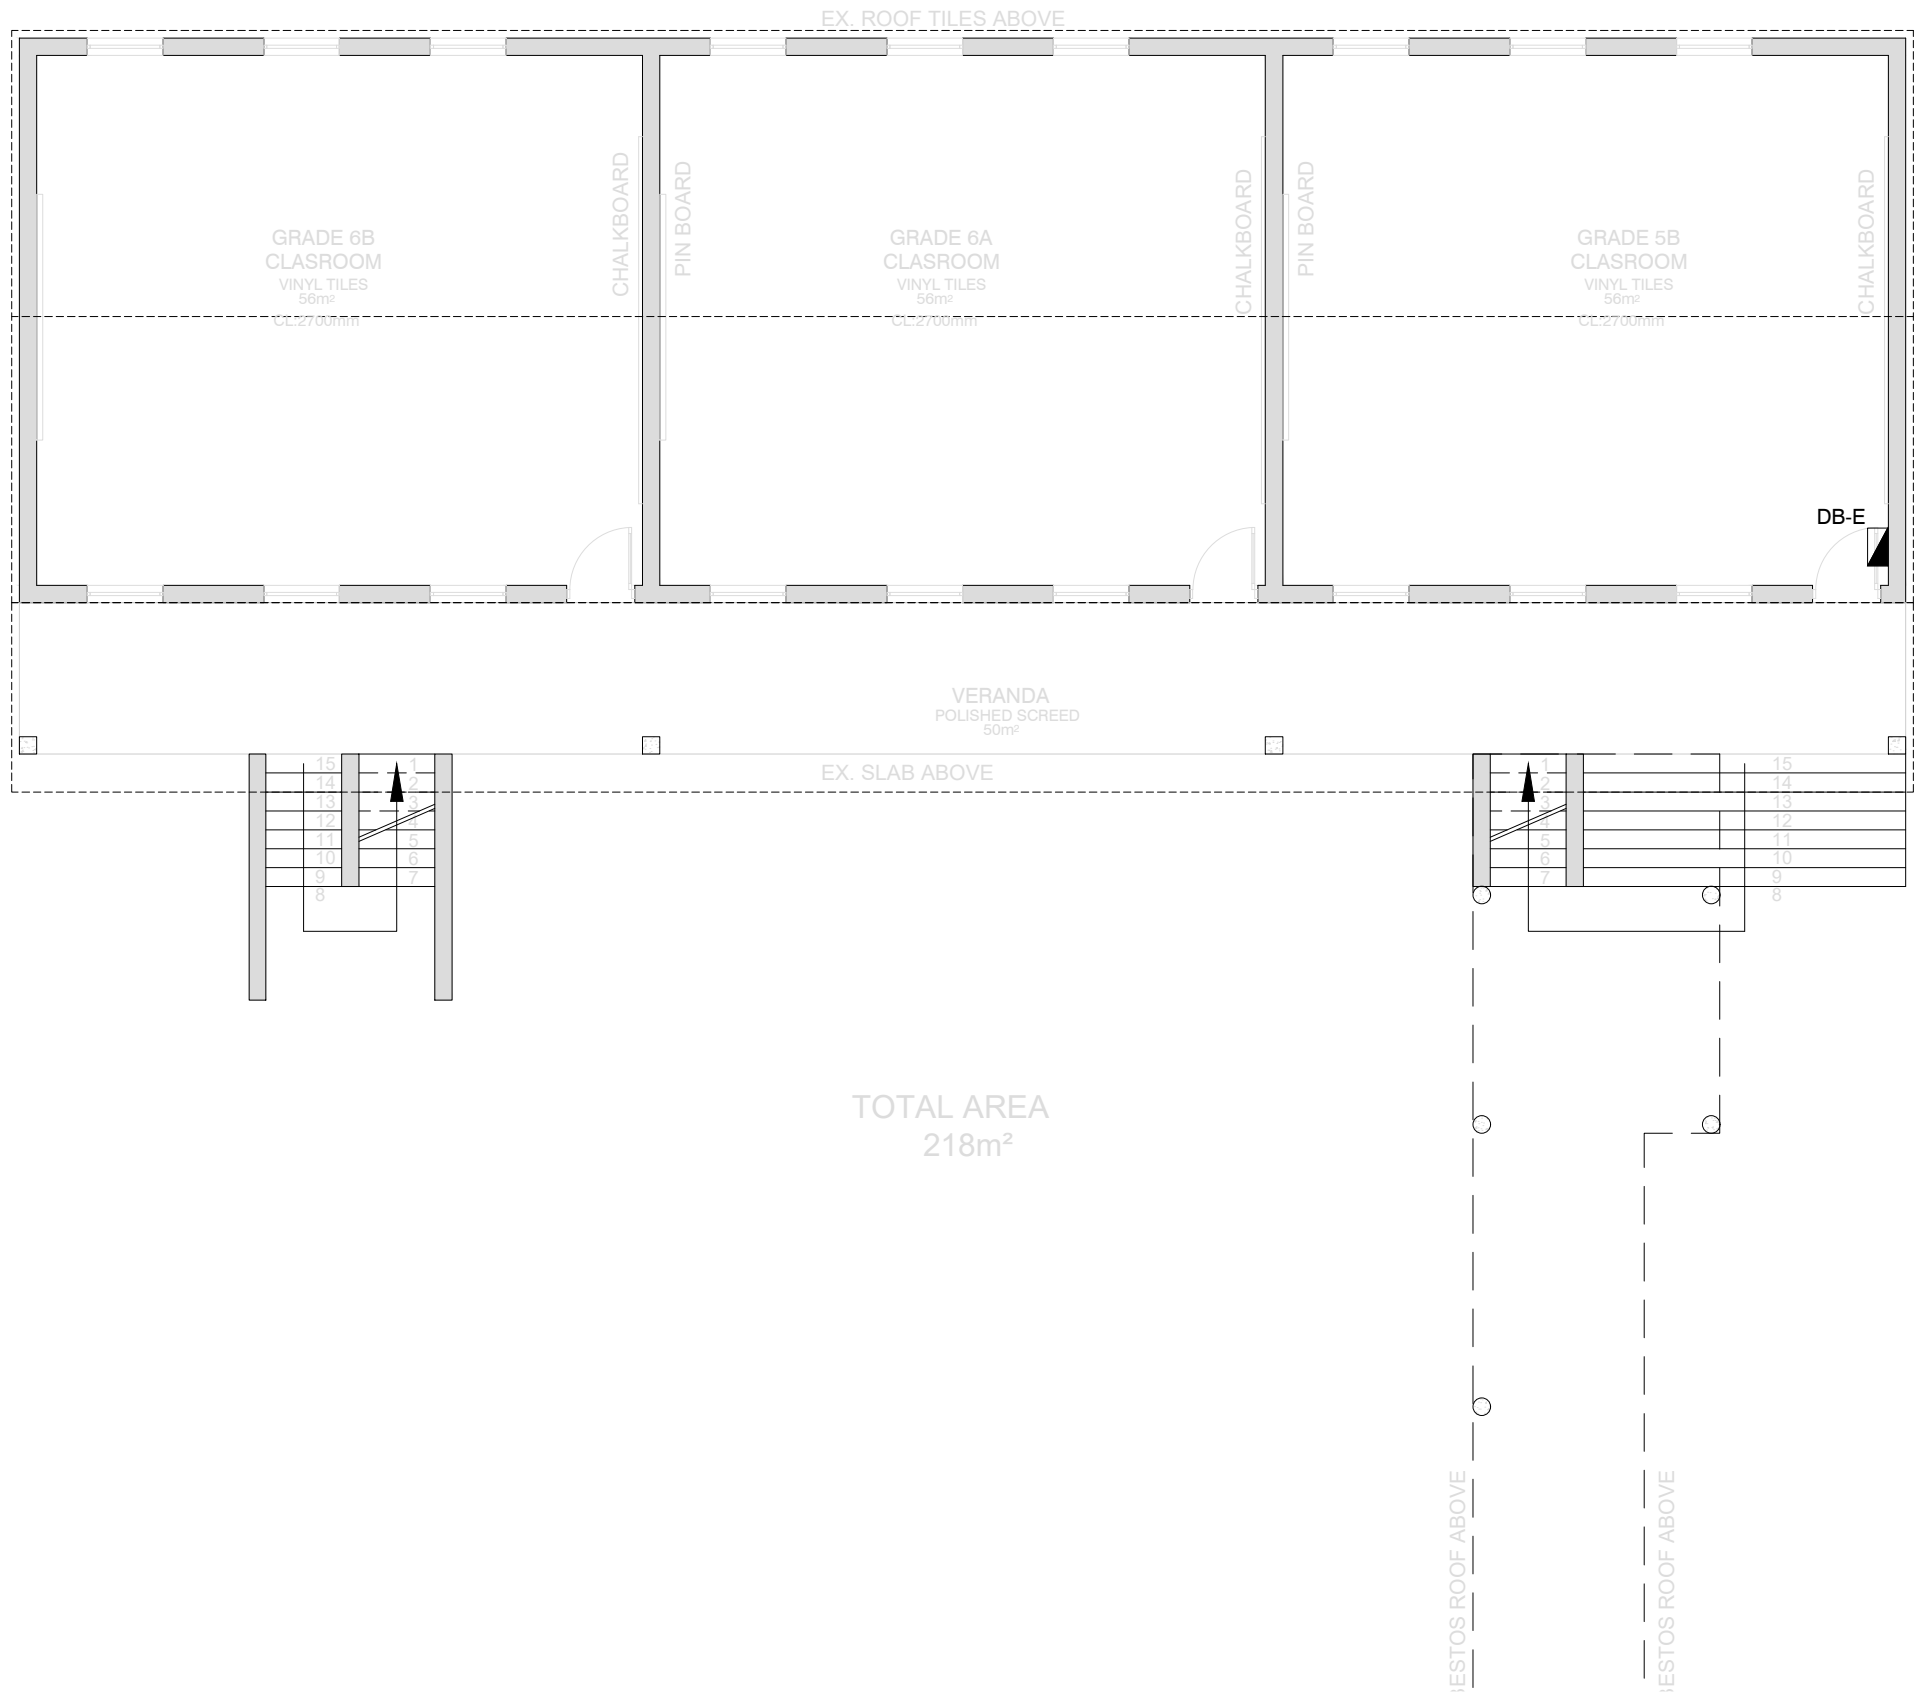 EX. ROOF TILES ABOVE
GRADE 6B
CLASROOM
VINYL TILES
56m²
CL:2700mm
CHALKBOARD
PIN BOARD
GRADE 6A
CLASROOM
VINYL TILES
56m²
CL:2700mm
CHALKBOARD
PIN BOARD
GRADE 5B
CLASROOM
VINYL TILES
56m²
CL:2700mm
CHALKBOARD
DB-E
VERANDA
POLISHED SCREED
50m²
EX. SLAB ABOVE
15 1
14 2
13 3
12 4
11 5
10 6
9 7
8
1 15
2 14
3 13
4 12
5 11
6 10
7 9
8
TOTAL AREA
218m²
BESTOS ROOF ABOVE
BESTOS ROOF ABOVE